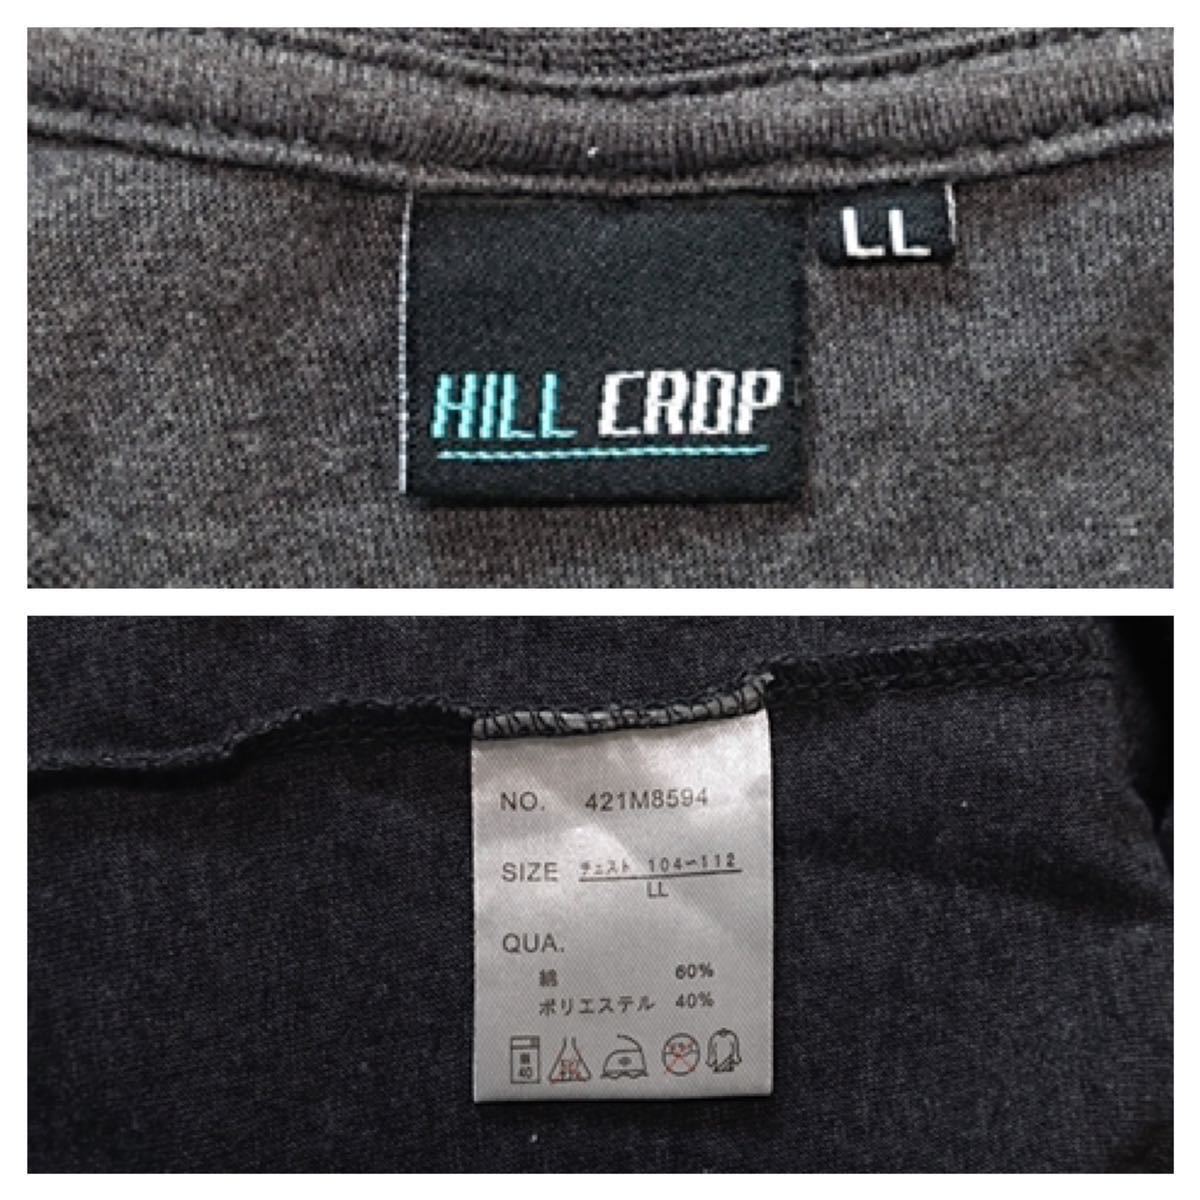 HILL CROP
LL
NO. 421M8594
SIZE チェスト 104~112
LL
QUA.
綿 60%
ポリエステル 40%
40